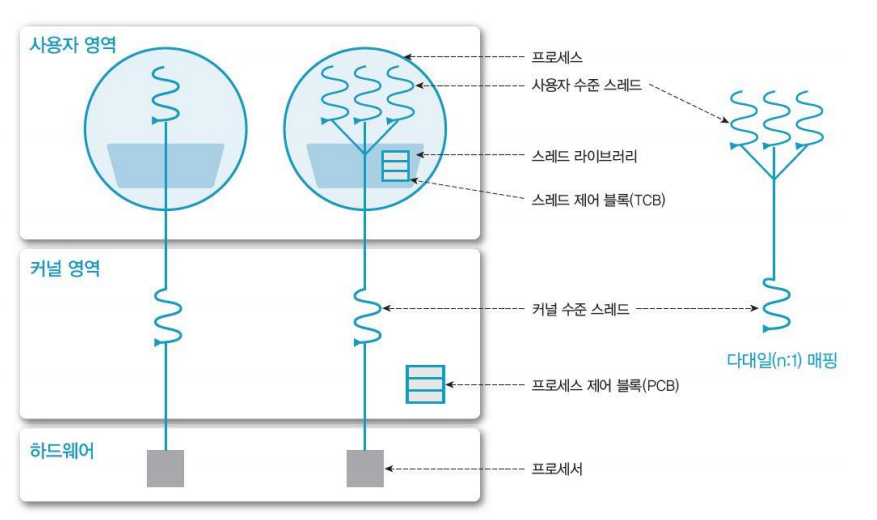 사용자 영역
프로세스
사용자 수준 스레드
스레드 라이브러리
스레드 제어 블록(TCB)
커널 영역
커널 수준 스레드
다대일(n:1) 매핑
프로세스 제어 블록(PCB)
하드웨어
프로세서